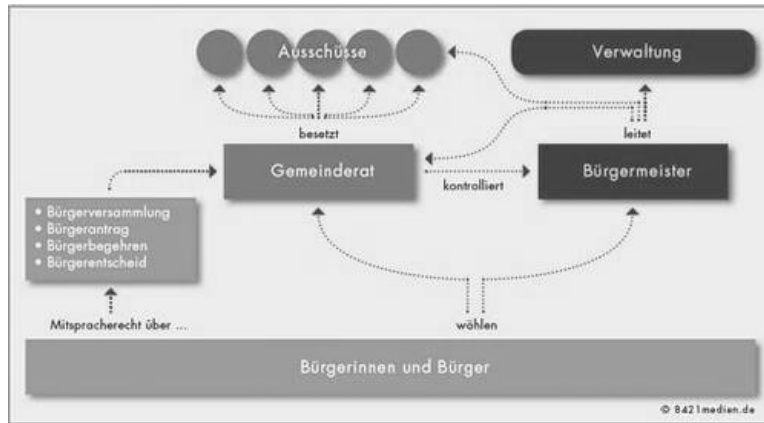 Ausschüsse
Verwaltung
besetzt
leitet
Gemeinderat
kontrolliert
Bürgermeister
• Bürgerversammlung
• Bürgerantrag
• Bürgerbegehren
• Bürgerentscheid
Mitspracherecht über ...
wählen
Bürgerinnen und Bürger
© 8421medien.de